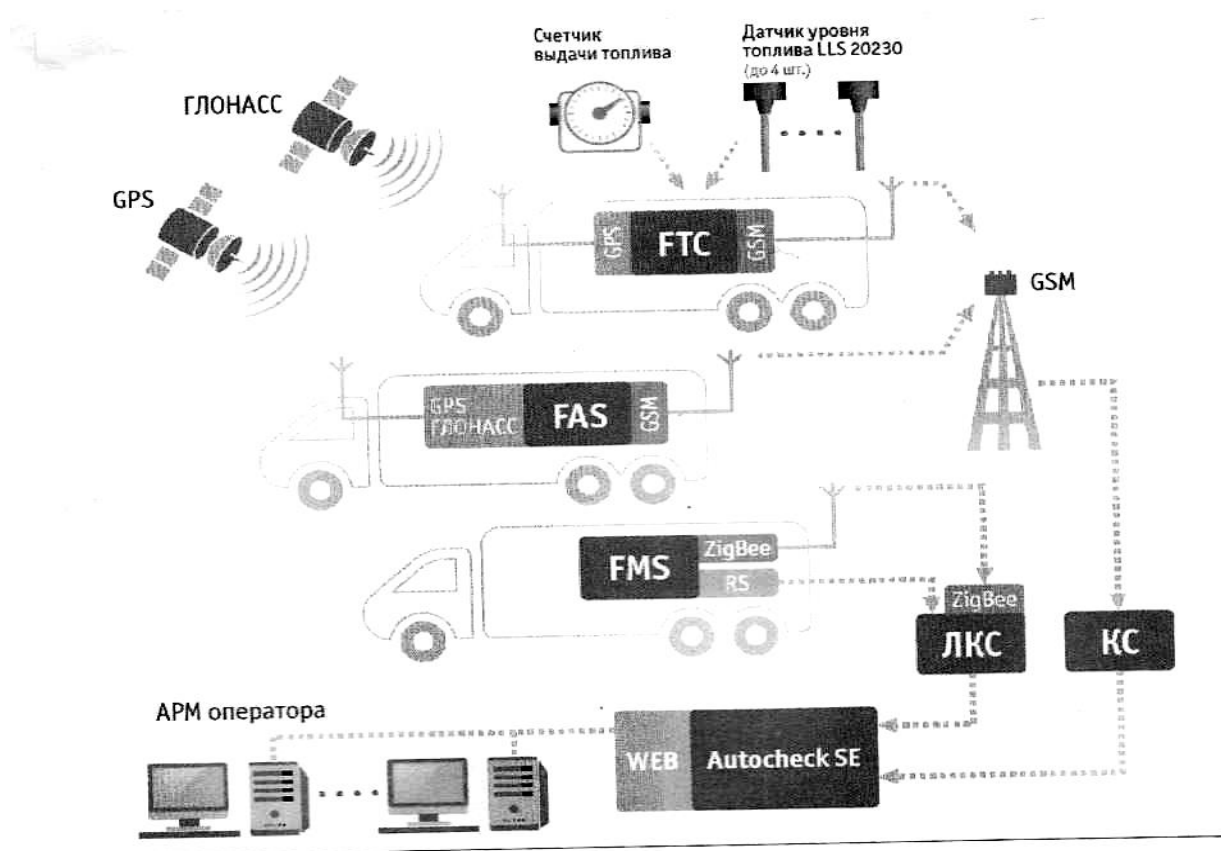 Счетчик
выдачи топлива
Датчик уровня
топлива LLS 20230
(до 4 шт.)
ГЛОНАСС
GPS
GPS
FTC
GSM
GSM
GPS
ГЛОНАСС
FAS
GSM
FMS
ZigBee
RS
ZigBee
ЛКС
КС
АРМ оператора
WEB
Autocheck SE